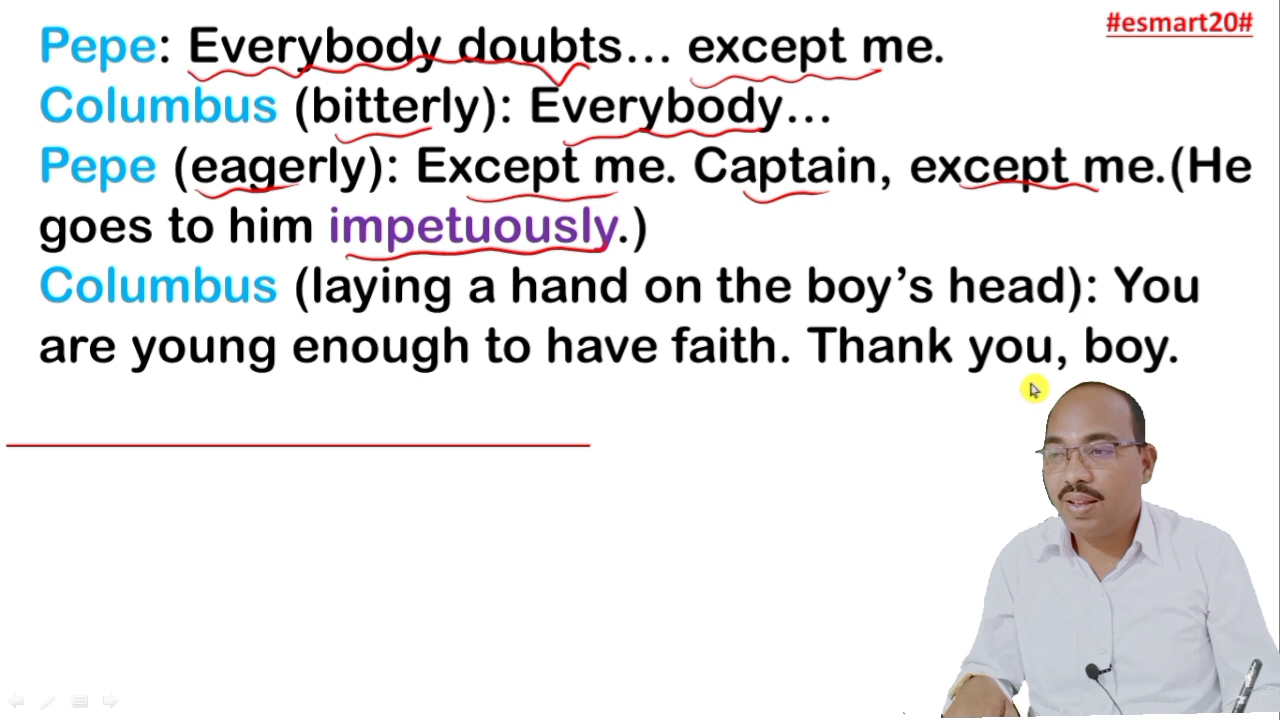 #esmart20#
Pepe: Everybody doubts... except me.
Columbus (bitterly): Everybody...
Pepe (eagerly): Except me. Captain, except me.(He
goes to him impetuously.)
Columbus (laying a hand on the boy’s head): You
are young enough to have faith. Thank you, boy.